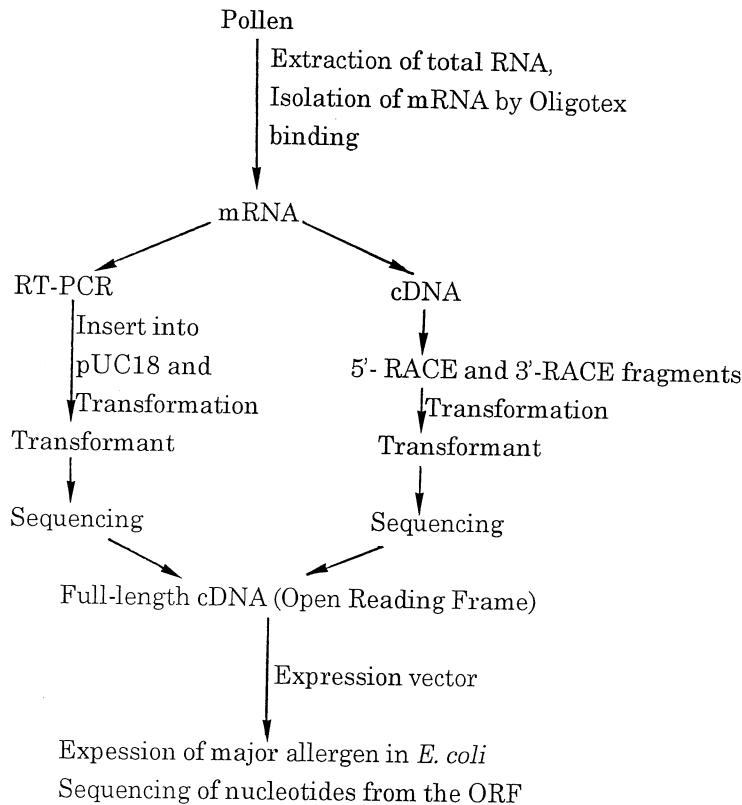 Pollen
Extraction of total RNA,
Isolation of mRNA by Oligotex
binding
mRNA
RT-PCR
Insert into
pUC18 and
Transformation
Transformant
Sequencing
cDNA
5'- RACE and 3'-RACE fragments
Transformation
Transformant
Sequencing
Full-length cDNA (Open Reading Frame)
Expression vector
Expession of major allergen in E. coli
Sequencing of nucleotides from the ORF